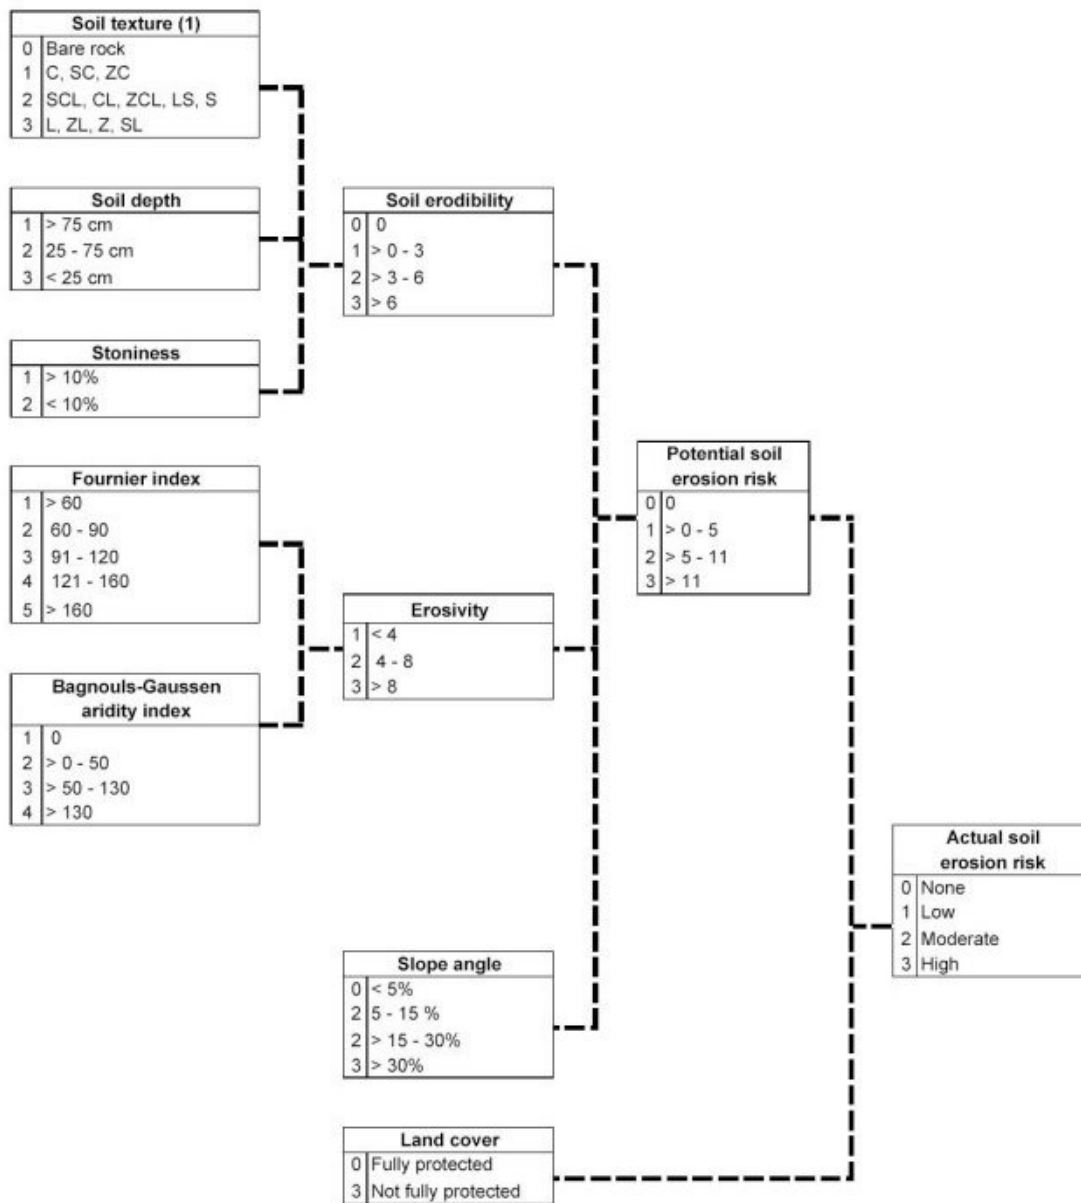 Soil texture (1)
0 Bare rock
1 C, SC, ZC
2 SCL, CL, ZCL, LS, S
3 L, ZL, Z, SL
Soil depth
1 > 75 cm
2 25 - 75 cm
3 < 25 cm
Stoniness
1 > 10%
2 < 10%
Fournier index
1 > 60
2 60 - 90
3 91 - 120
4 121 - 160
5 > 160
Bagnouls-Gaussen
aridity index
1 0
2 > 0 - 50
3 > 50 - 130
4 > 130
Soil erodibility
0 0
1 > 0 - 3
2 > 3 - 6
3 > 6
Erosivity
1 < 4
2 4 - 8
3 > 8
Slope angle
0 < 5%
2 5 - 15 %
2 > 15 - 30%
3 > 30%
Land cover
0 Fully protected
3 Not fully protected
Potential soil
erosion risk
0 0
1 > 0 - 5
2 > 5 - 11
3 > 11
Actual soil
erosion risk
0 None
1 Low
2 Moderate
3 High